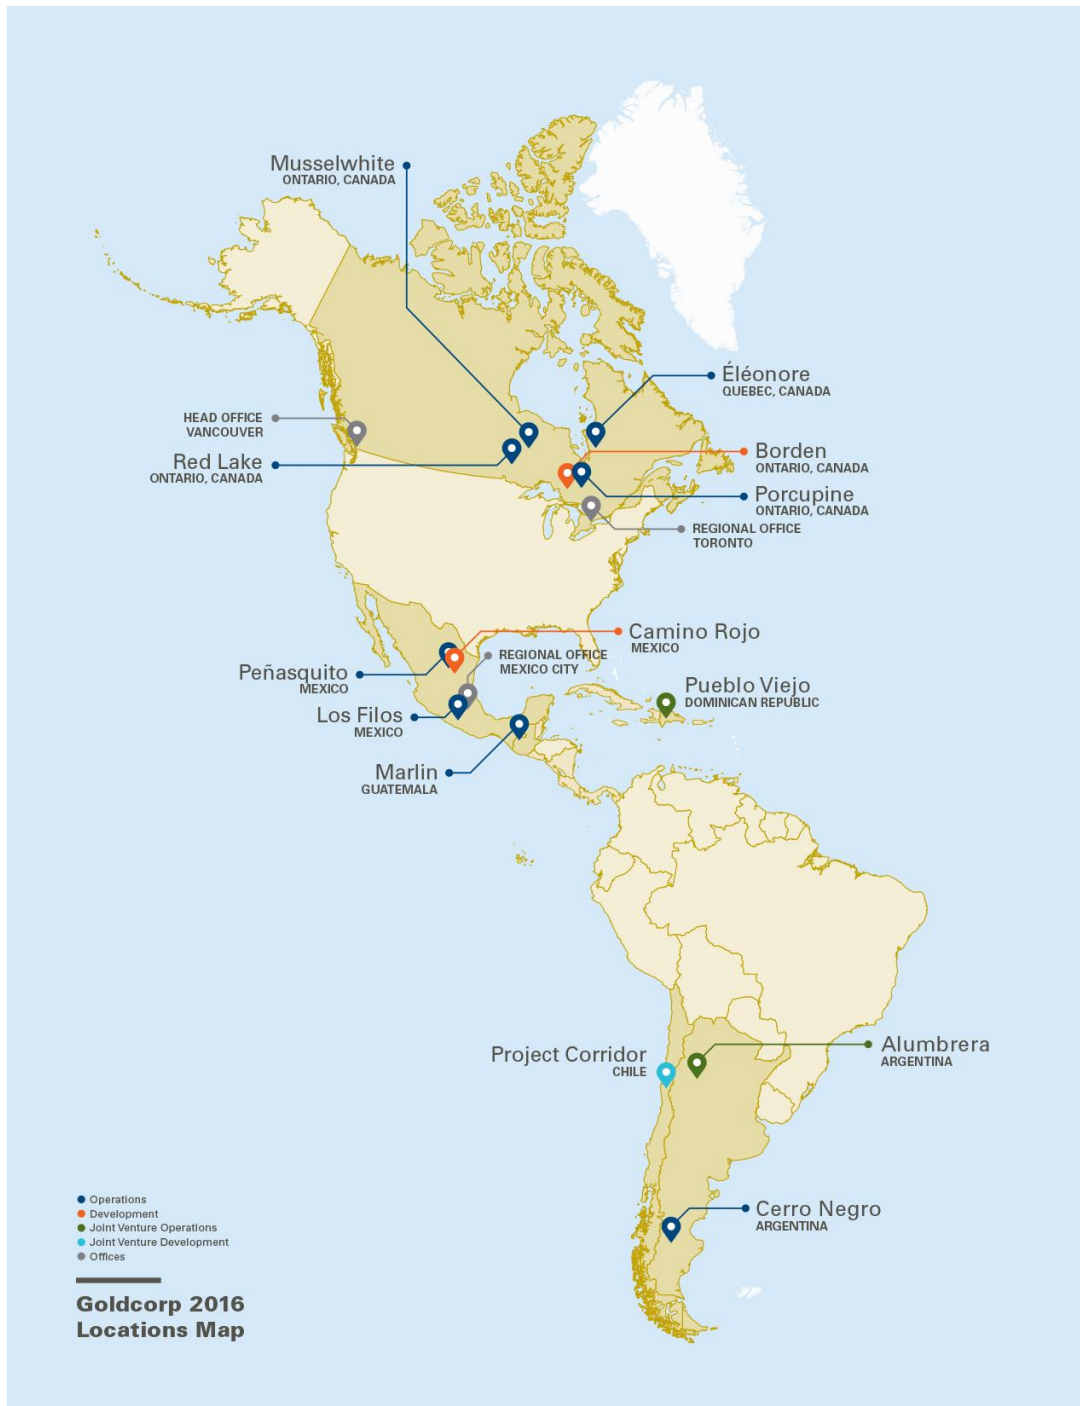 Musselwhite
ONTARIO, CANADA
Éléonore
QUEBEC, CANADA
HEAD OFFICE
VANCOUVER
Red Lake
ONTARIO, CANADA
Borden
ONTARIO, CANADA
Porcupine
ONTARIO, CANADA
REGIONAL OFFICE
TORONTO
Camino Rojo
MEXICO
REGIONAL OFFICE
MEXICO CITY
Peñasquito
MEXICO
Pueblo Viejo
DOMINICAN REPUBLIC
Los Filos
MEXICO
Marlin
GUATEMALA
Alumbrera
ARGENTINA
Project Corridor
CHILE
Cerro Negro
ARGENTINA
Operations
Development
Joint Venture Operations
Joint Venture Development
Offices
Goldcorp 2016
Locations Map